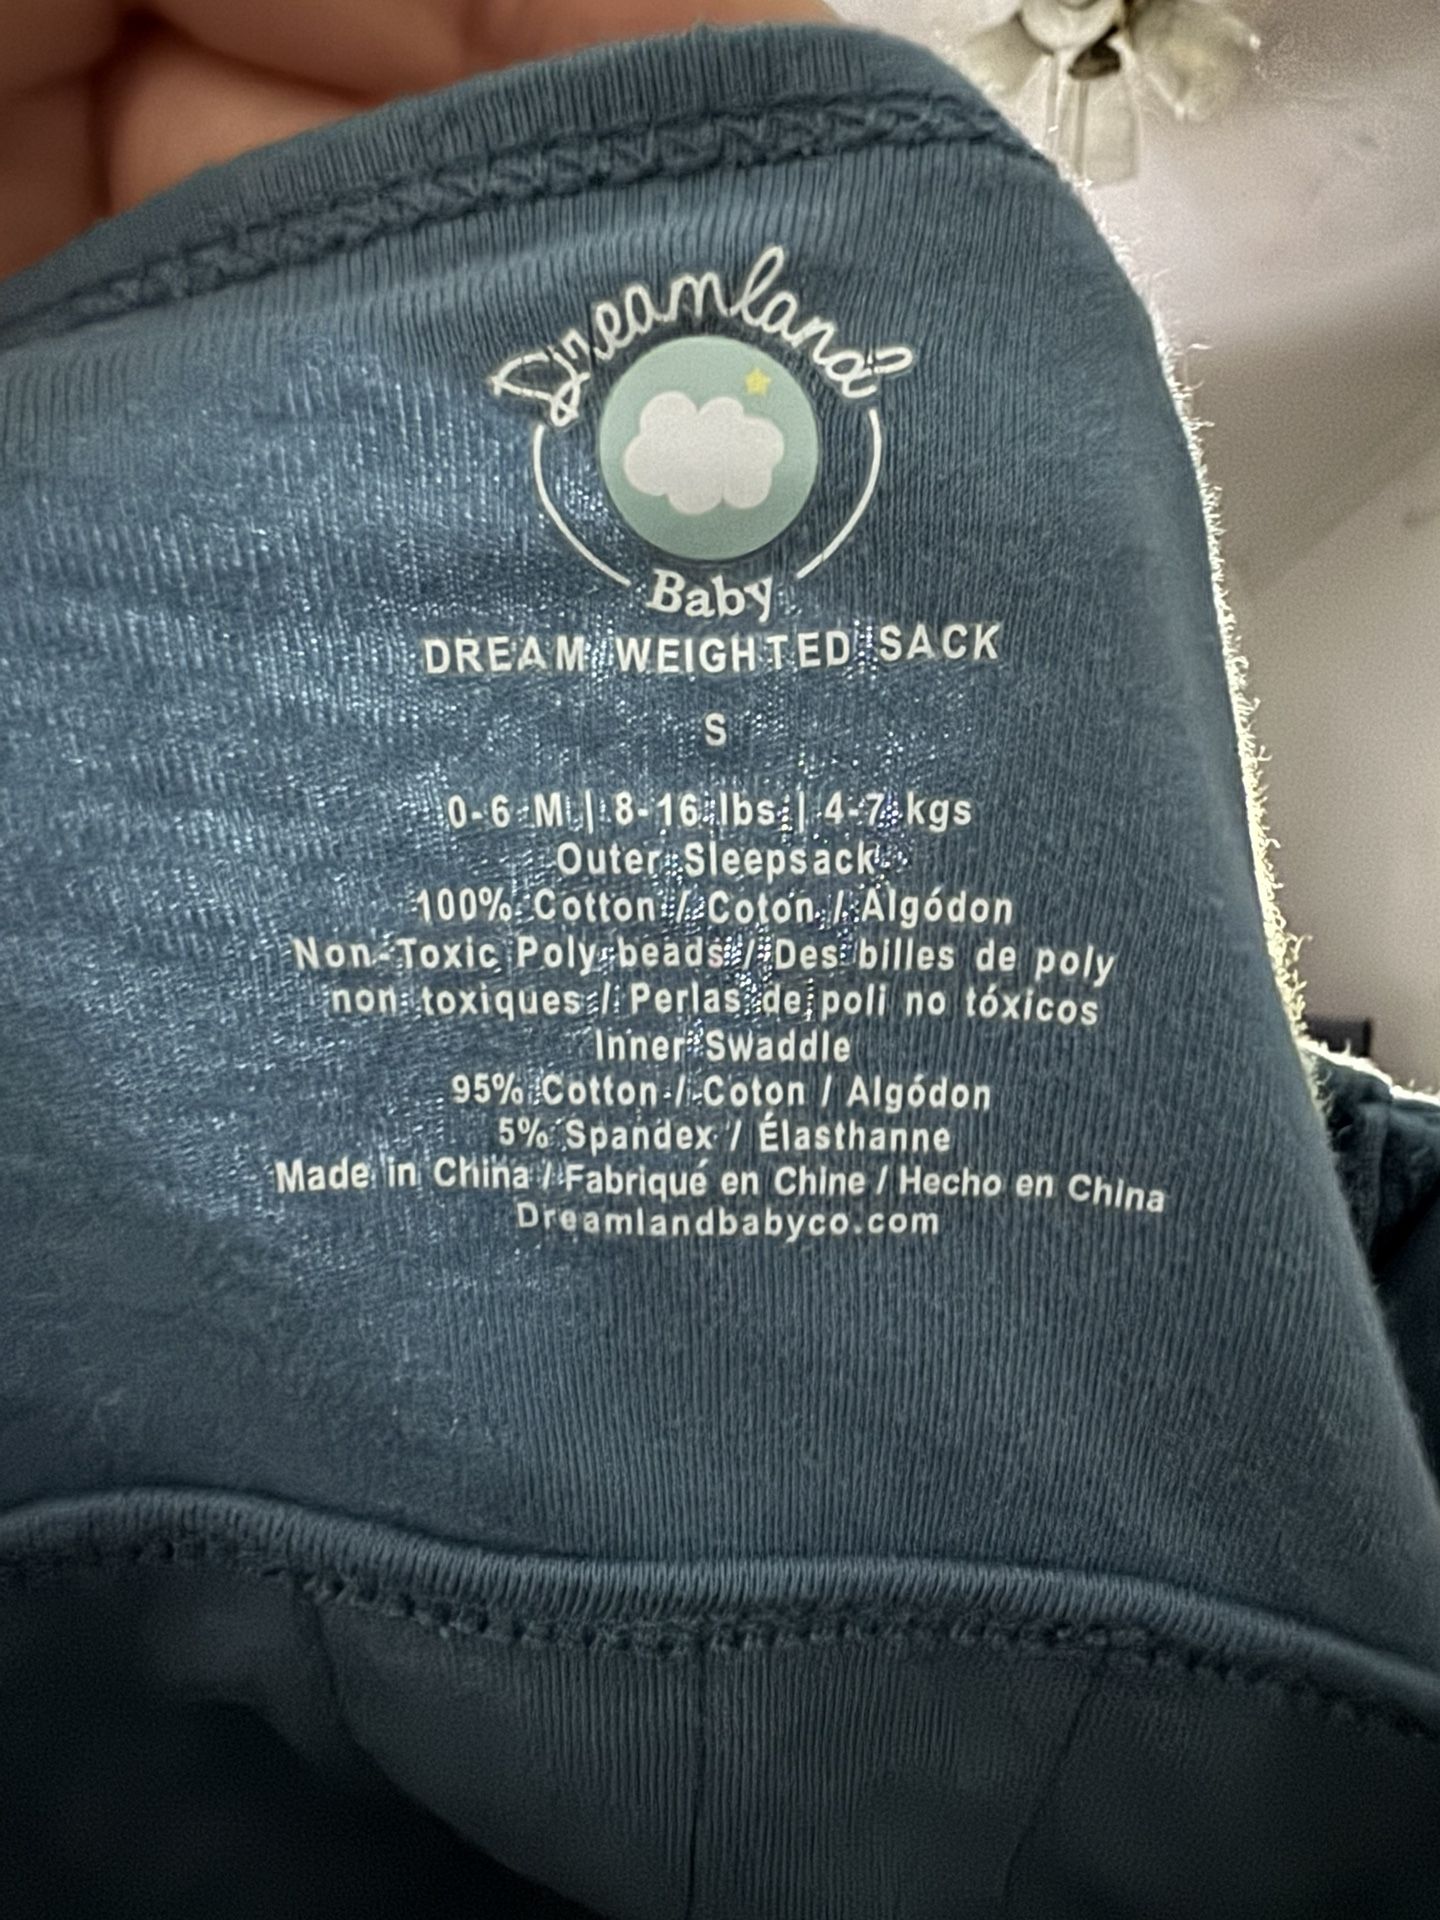 Dreamland
Baby
DREAM WEIGHTED SACK
S
0-6 M | 8-16 lbs | 4-7 kgs
Outer Sleepsack
100% Cotton / Coton / Algódon
Non-Toxic Poly beads / Des billes de poly
non toxiques / Perlas de poli no tóxicos
Inner Swaddle
95% Cotton / Coton / Algódon
5% Spandex / Élasthanne
Made in China / Fabriqué en Chine / Hecho en China
Dreamlandbabyco.com